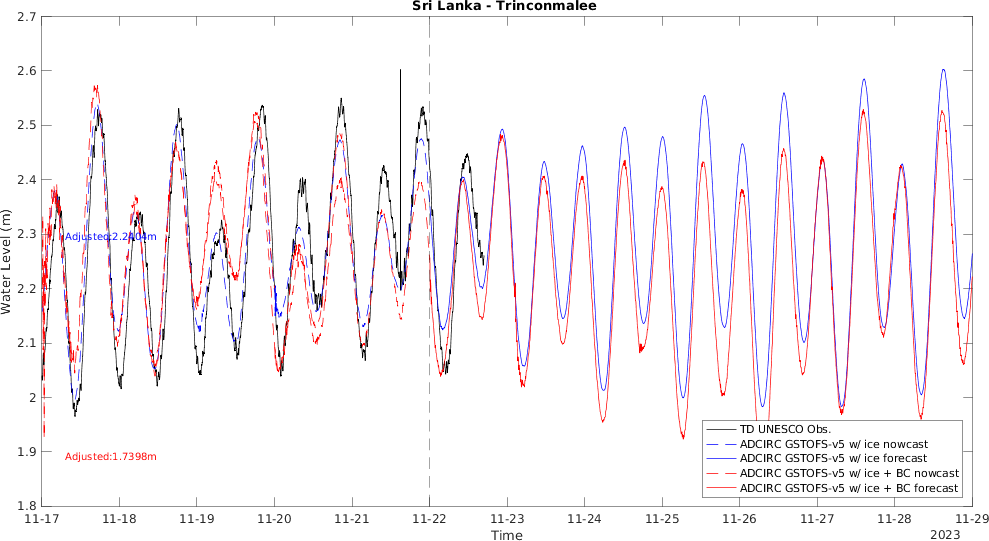 Sri Lanka - Trinconmalee
2.7
2.6
2.5
2.4
2.3
2.2
2.1
2
1.9
1.8
Water Level (m)
Adjusted:1.7398m
TD UNESCO Obs.
ADCIRC GSTOFS-v5 w/ ice nowcast
ADCIRC GSTOFS-v5 w/ ice forecast
ADCIRC GSTOFS-v5 w/ ice + BC nowcast
ADCIRC GSTOFS-v5 w/ ice + BC forecast
11-17 11-18 11-19 11-20 11-21 11-22 11-23 11-24 11-25 11-26 11-27 11-28 11-29
Time
2023